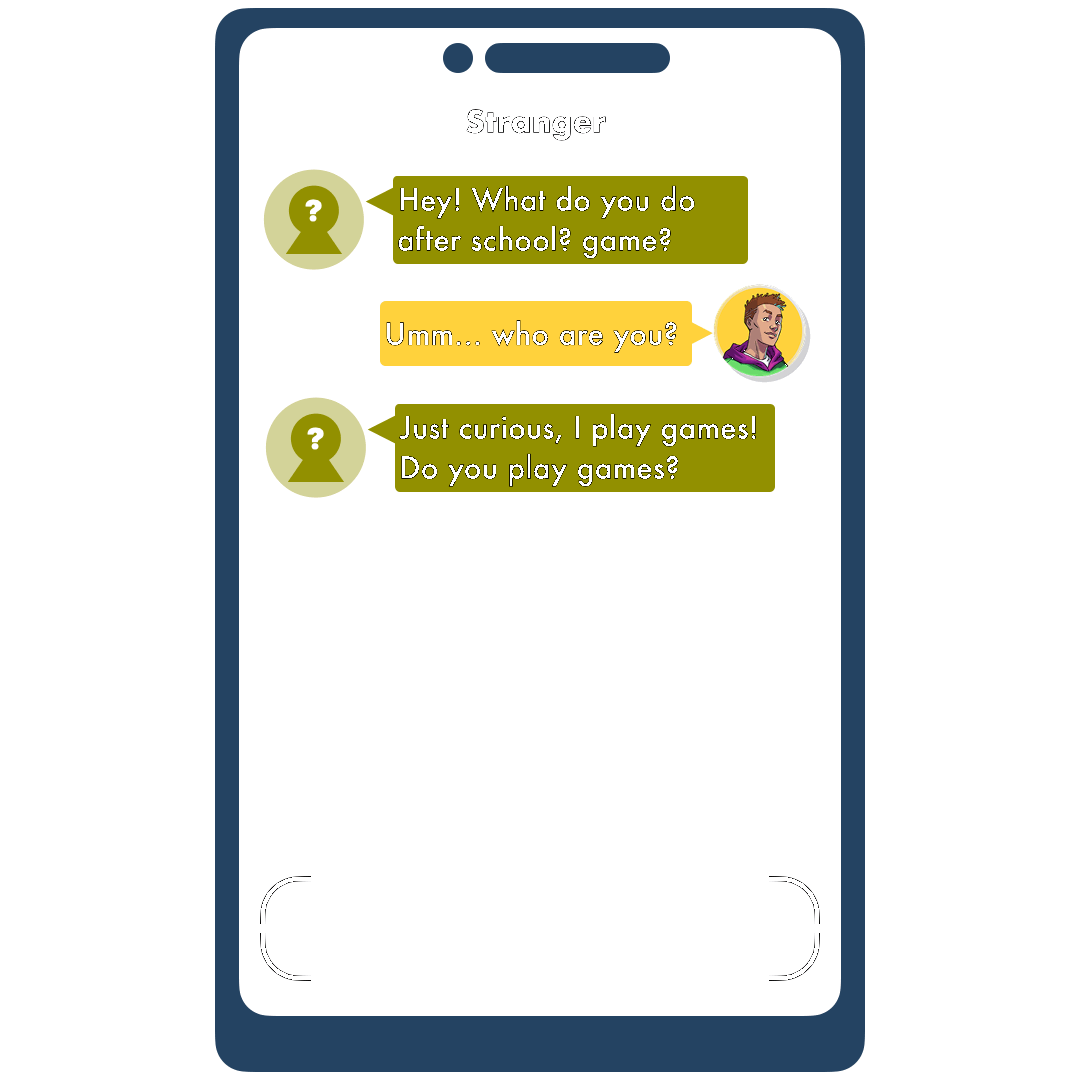 Stranger
?
Hey! What do you do
after school? game?
Umm... who are you?
?
Just curious, I play games!
Do you play games?